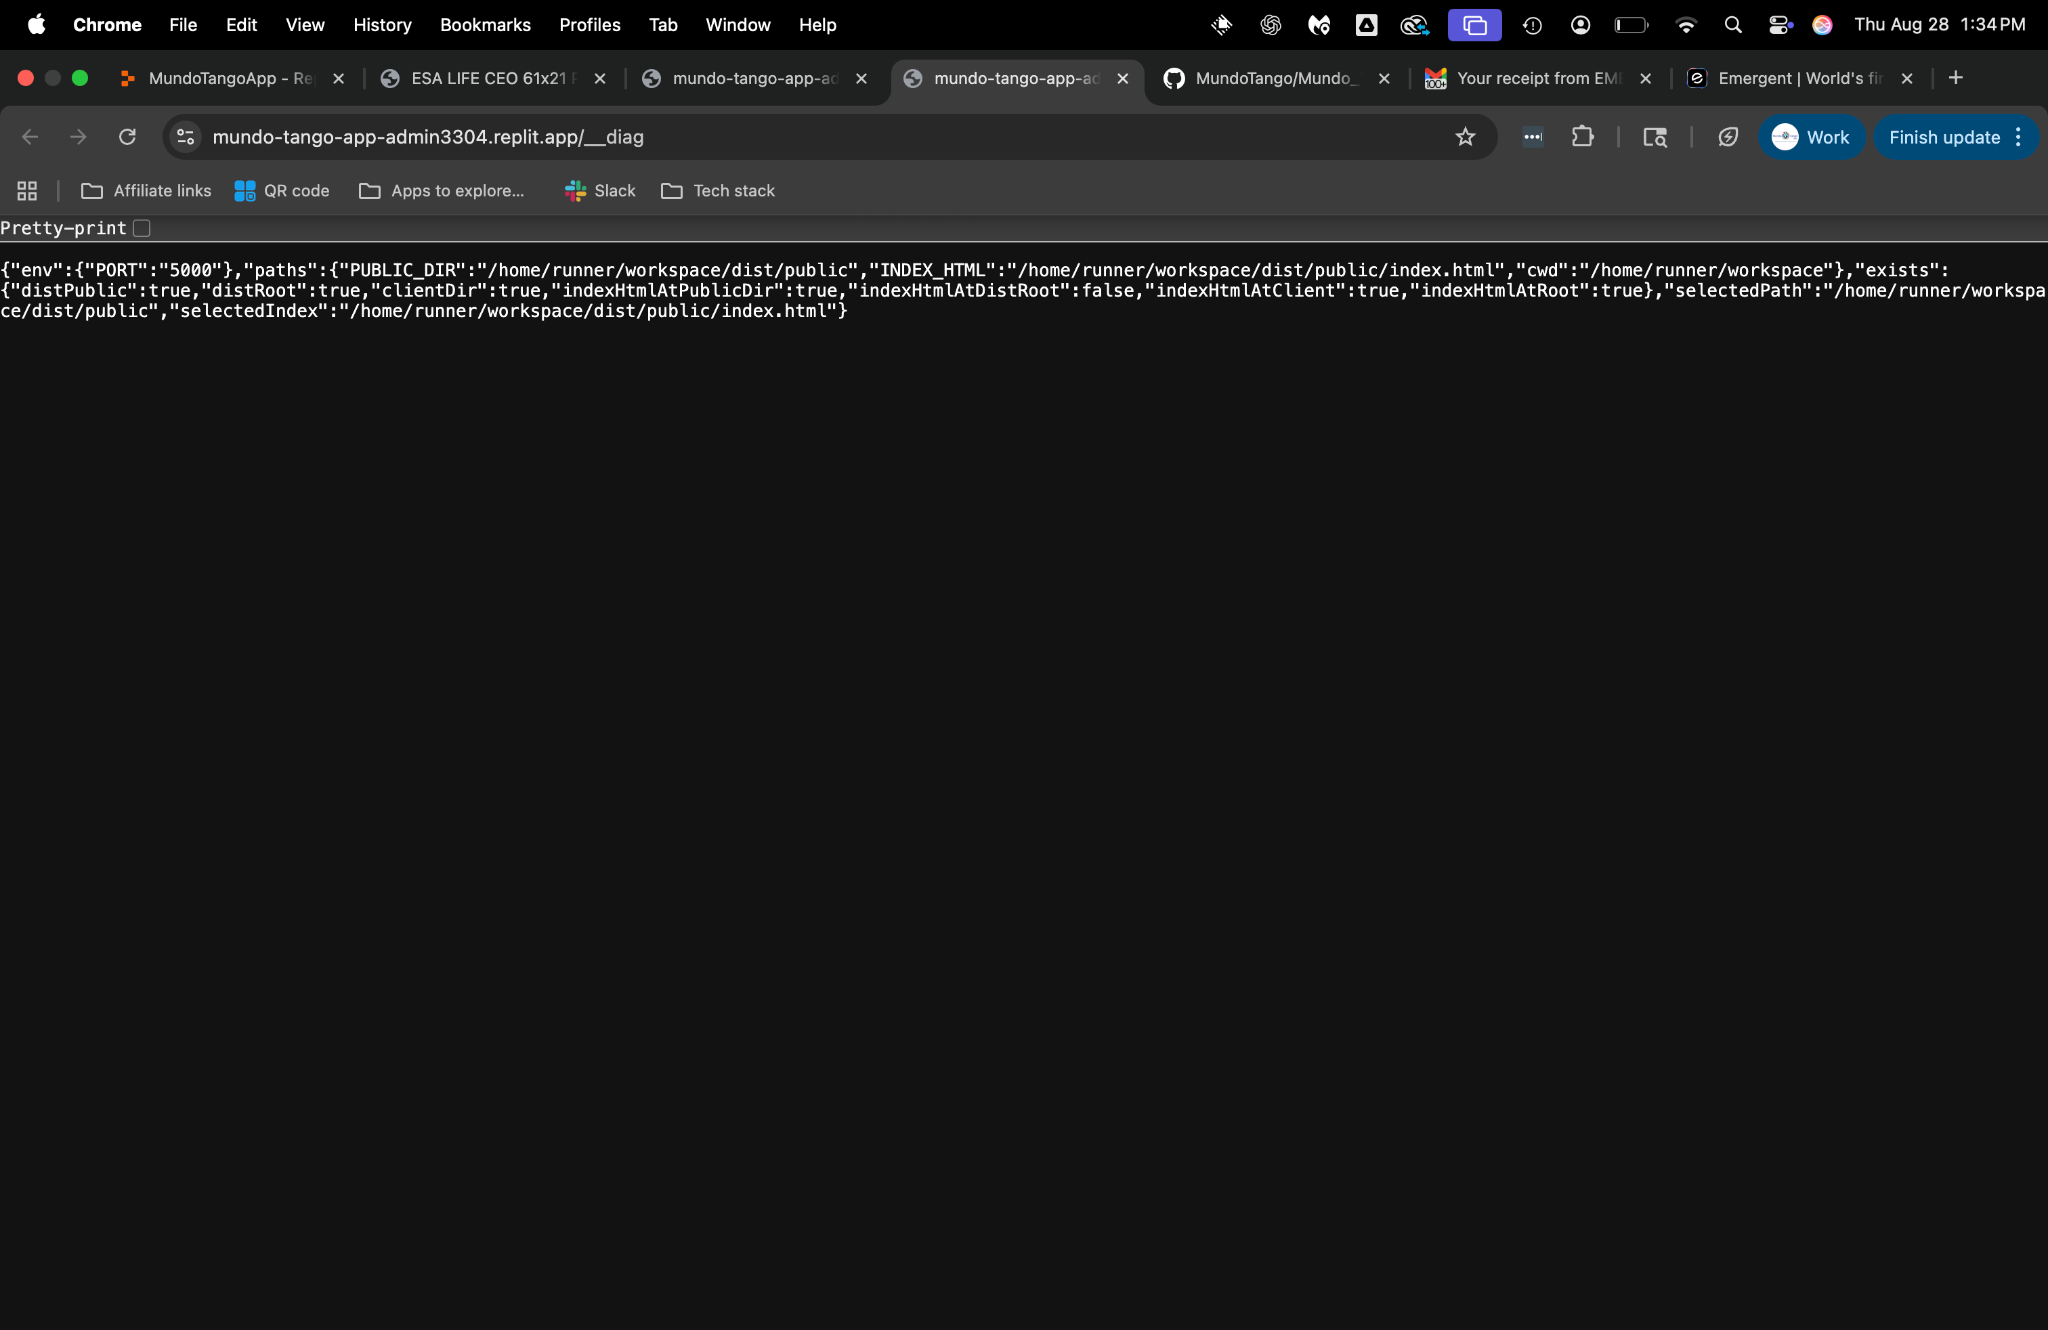 Chrome File Edit View History Bookmarks Profiles Tab Window Help Thu Aug 28 1:34 PM
MundoTangoApp - Re ESA LIFE CEO 61x21 mundo-tango-app-ad mundo-tango-app-ad MundoTango/Mundo_ Your receipt from EM Emergent | World's fir
mundo-tango-app-admin3304.replit.app/__diag Work Finish update
Affiliate links QR code Apps to explore... Slack Tech stack
Pretty-print
{"env":{"PORT":"5000"},"paths":{"PUBLIC_DIR":"/home/runner/workspace/dist/public","INDEX_HTML":"/home/runner/workspace/dist/public/index.html","cwd":"/home/runner/workspace"},"exists":
{"distPublic":true,"distRoot":true,"clientDir":true,"indexHtmlAtPublicDir":true,"indexHtmlAtDistRoot":false,"indexHtmlAtClient":true,"indexHtmlAtRoot":true},"selectedPath":"/home/runner/workspa
ce/dist/public","selectedIndex":"/home/runner/workspace/dist/public/index.html"}